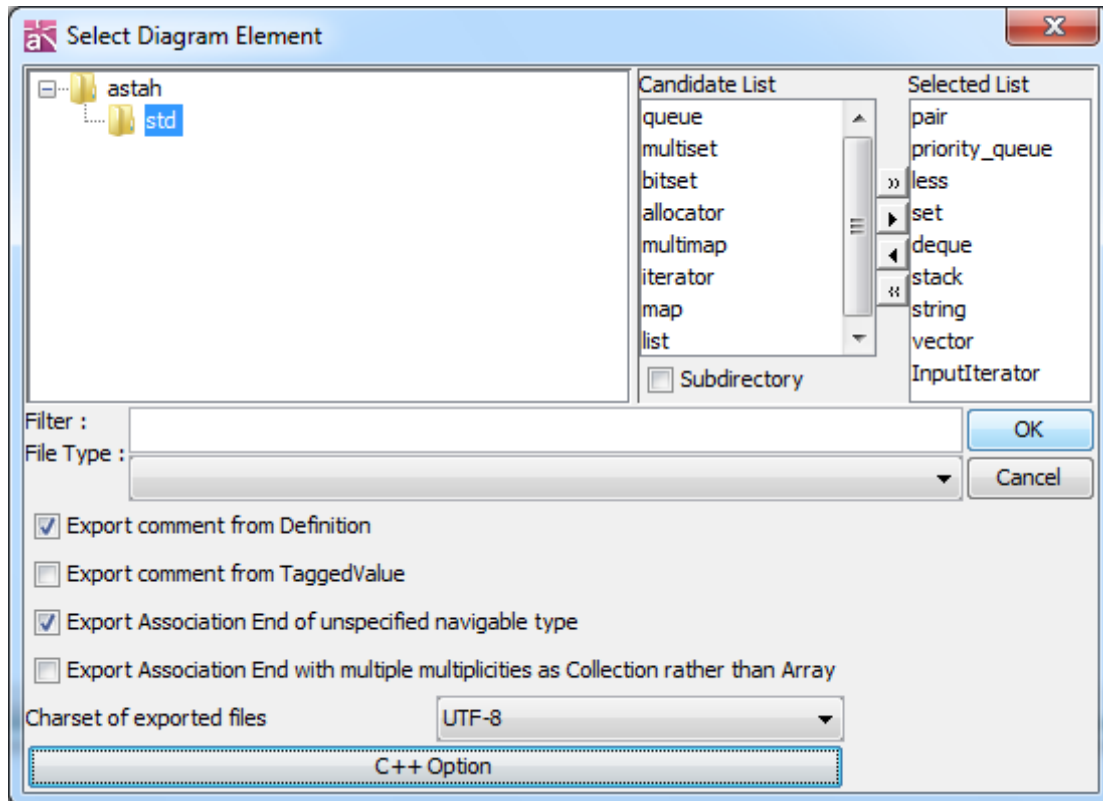 Select Diagram Element
astah
std
Candidate List
queue
multiset
bitset
allocator
multimap
iterator
map
list
Subdirectory
Selected List
pair
priority_queue
less
set
deque
stack
string
vector
InputIterator
Filter :
OK
File Type :
Cancel
Export comment from Definition
Export comment from TaggedValue
Export Association End of unspecified navigable type
Export Association End with multiple multiplicities as Collection rather than Array
Charset of exported files
UTF-8
C++ Option